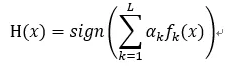 H(x) = sign(∑_{k=1}^{L} α_k f_k(x))↵